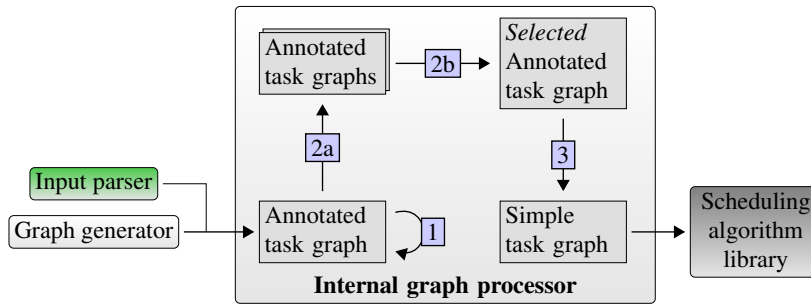 Annotated
task graphs
2b
Selected
Annotated
task graph
2a
3
Input parser
Graph generator
Annotated
task graph
1
Simple
task graph
Scheduling
algorithm
library
Internal graph processor